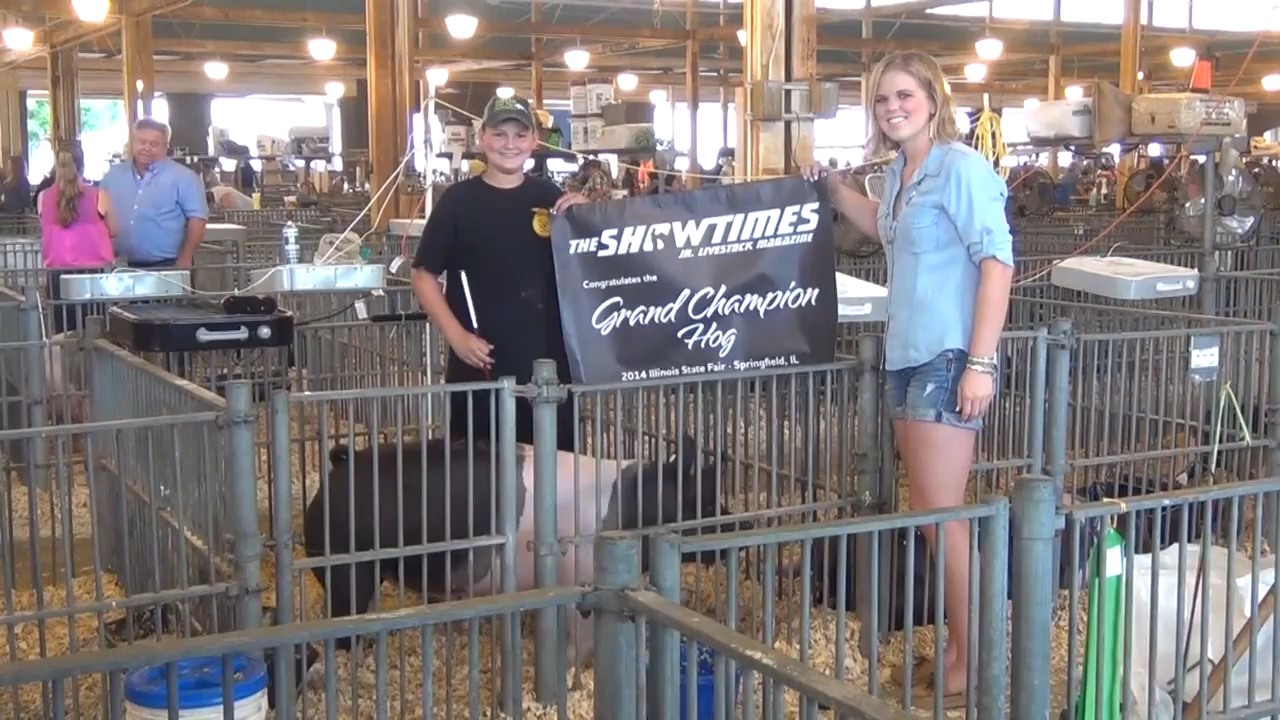 THE SHOWTIMES
JR. LIVESTOCK MAGAZINE
Congratulates the
Grand Champion
Hog
2014 Illinois State Fair - Springfield, IL